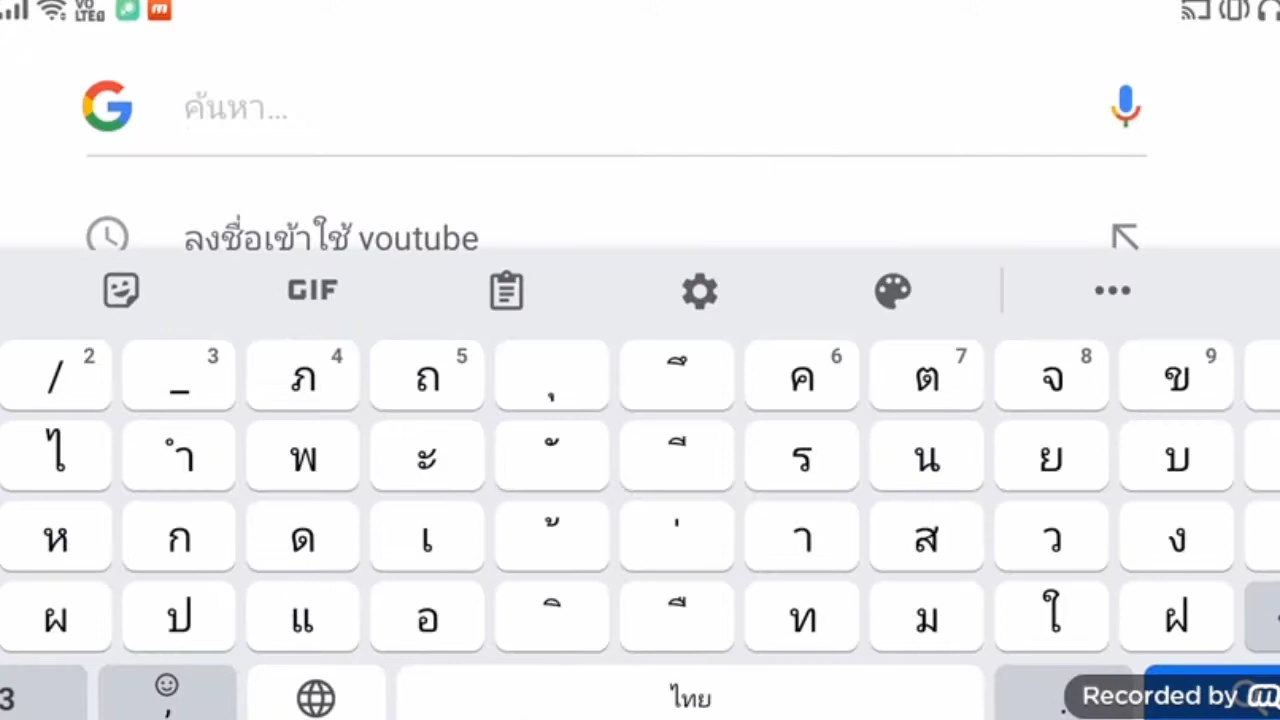 VO
LTE
ค้นหา...
ลงชื่อเข้าใช้ youtube
GIF
/ 2 _ 3 ภ 4 ถ 5 ุ ึ ค 6 ต 7 จ 8 ข 9
ไ ำ พ ะ ั ี ร น ย บ
ห ก ด เ ้ ่ า ส ว ง
ผ ป แ อ ิ ื ท ม ใ ฝ
3 , ไทย .
Recorded by